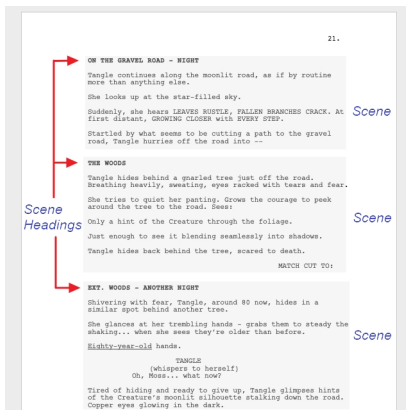 21.
ON THE GRAVEL ROAD - NIGHT
Tangle continues along the moonlit road, as if by routine
more than anything else.
She looks up at the star-filled sky.
Suddenly, she hears LEAVES RUSTLE, FALLEN BRANCHES CRACK. At
first distant, GROWING CLOSER with EVERY STEP.
Scene
Startled by what seems to be cutting a path to the gravel
road, Tangle hurries off the road into --
THE WOODS
Tangle hides behind a gnarled tree just off the road.
Breathing heavily, sweating, eyes racked with tears and fear.
She tries to quiet her panting. Grows the courage to peek
around the tree to the road. Sees:
Scene
Headings
Scene
Only a hint of the Creature through the foliage.
Just enough to see it blending seamlessly into shadows.
Tangle hides back behind the tree, scared to death.
MATCH CUT TO:
EXT. WOODS - ANOTHER NIGHT
Shivering with fear, Tangle, around 80 now, hides in a
similar spot behind another tree.
She glances at her trembling hands - grabs them to steady the
shaking... when she sees they're older than before.
Scene
Eighty-year-old hands.
TANGLE
(whispers to herself)
Oh, Moss... what now?
Tired of hiding and ready to give up, Tangle glimpses hints
of the Creature's moonlit silhouette stalking down the road.
Copper eyes glowing in the dark.